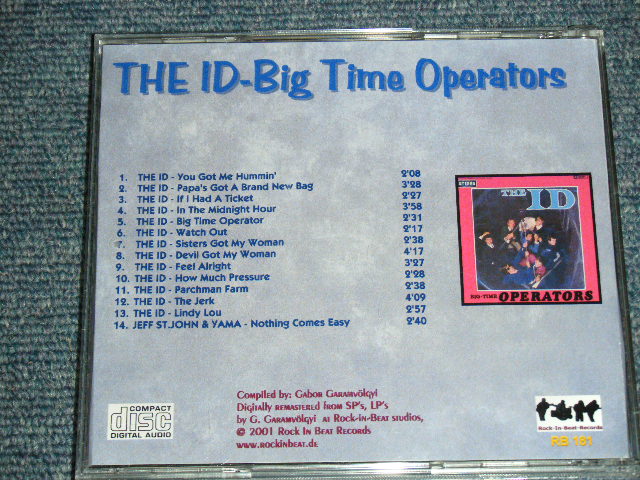 THE ID-Big Time Operators
1. THE ID - You Got Me Hummin' 2'08
2. THE ID - Papa's Got A Brand New Bag 3'28
3. THE ID - If I Had A Ticket 2'27
4. THE ID - In The Midnight Hour 3'58
5. THE ID - Big Time Operator 2'31
6. THE ID - Watch Out 2'17
7. THE ID - Sisters Got My Woman 2'38
8. THE ID - Devil Got My Woman 4'17
9. THE ID - Feel Alright 3'27
10. THE ID - How Much Pressure 2'28
11. THE ID - Parchman Farm 2'38
12. THE ID - The Jerk 4'09
13. THE ID - Lindy Lou 2'57
14. JEFF ST.JOHN & YAMA - Nothing Comes Easy 2'40
STEREO
THE ID
BIG-TIME OPERATORS
COMPACT
disc
DIGITAL AUDIO
Compiled by: Gabor Garamvölgyi
Digitally remastered from SP's, LP's
by G. Garamvölgyi at Rock-in-Beat studios,
© 2001 Rock In Beat Records
www.rockinbeat.de
Rock-In-Beat-Records
RB 131